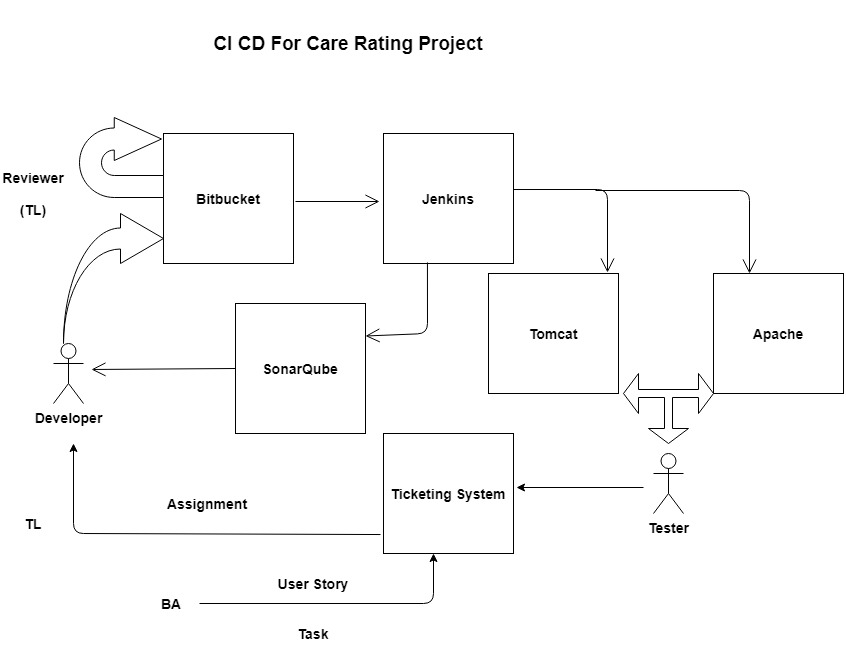 CI CD For Care Rating Project
Reviewer
(TL)
Bitbucket
Jenkins
Tomcat
Apache
SonarQube
Developer
Ticketing System
Assignment
TL
Tester
User Story
BA
Task